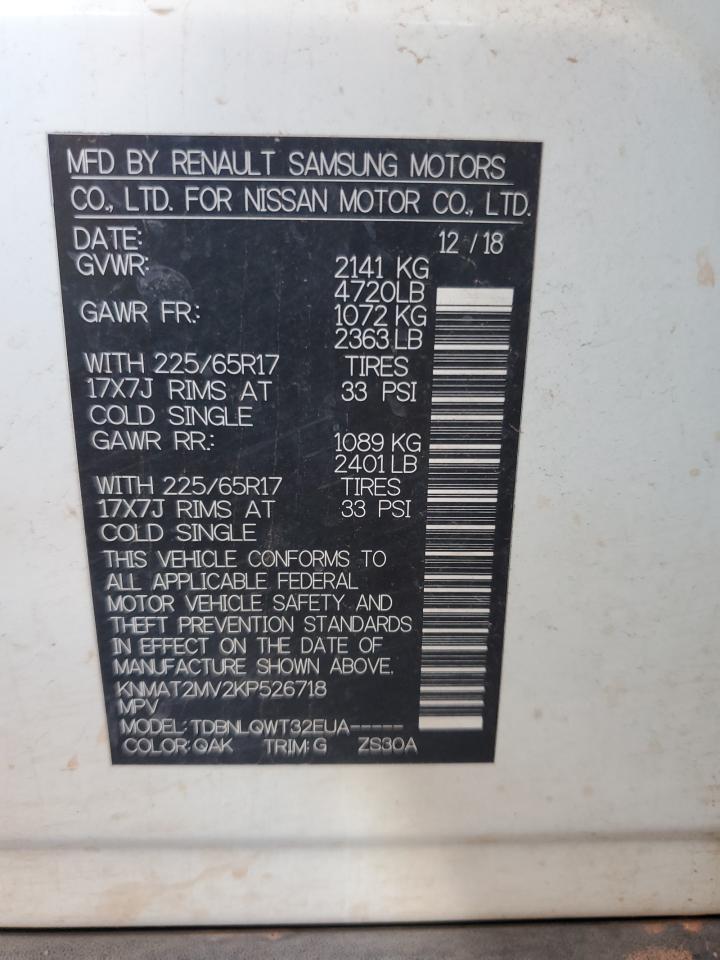 MFD BY RENAULT SAMSUNG MOTORS
CO., LTD. FOR NISSAN MOTOR CO., LTD.
DATE: 12 / 18
GVWR: 2141 KG
4720LB
GAWR FR.: 1072 KG
2363 LB
WITH 225/65R17 TIRES
17X7J RIMS AT 33 PSI
COLD SINGLE
GAWR RR.: 1089 KG
2401 LB
WITH 225/65R17 TIRES
17X7J RIMS AT 33 PSI
COLD SINGLE
THIS VEHICLE CONFORMS TO
ALL APPLICABLE FEDERAL
MOTOR VEHICLE SAFETY AND
THEFT PREVENTION STANDARDS
IN EFFECT ON THE DATE OF
MANUFACTURE SHOWN ABOVE.
KNMAT2MV2KP526718
MPV
MODEL: TDBNLQWT32EUA-----
COLOR: QAK TRIM: G ZS30A